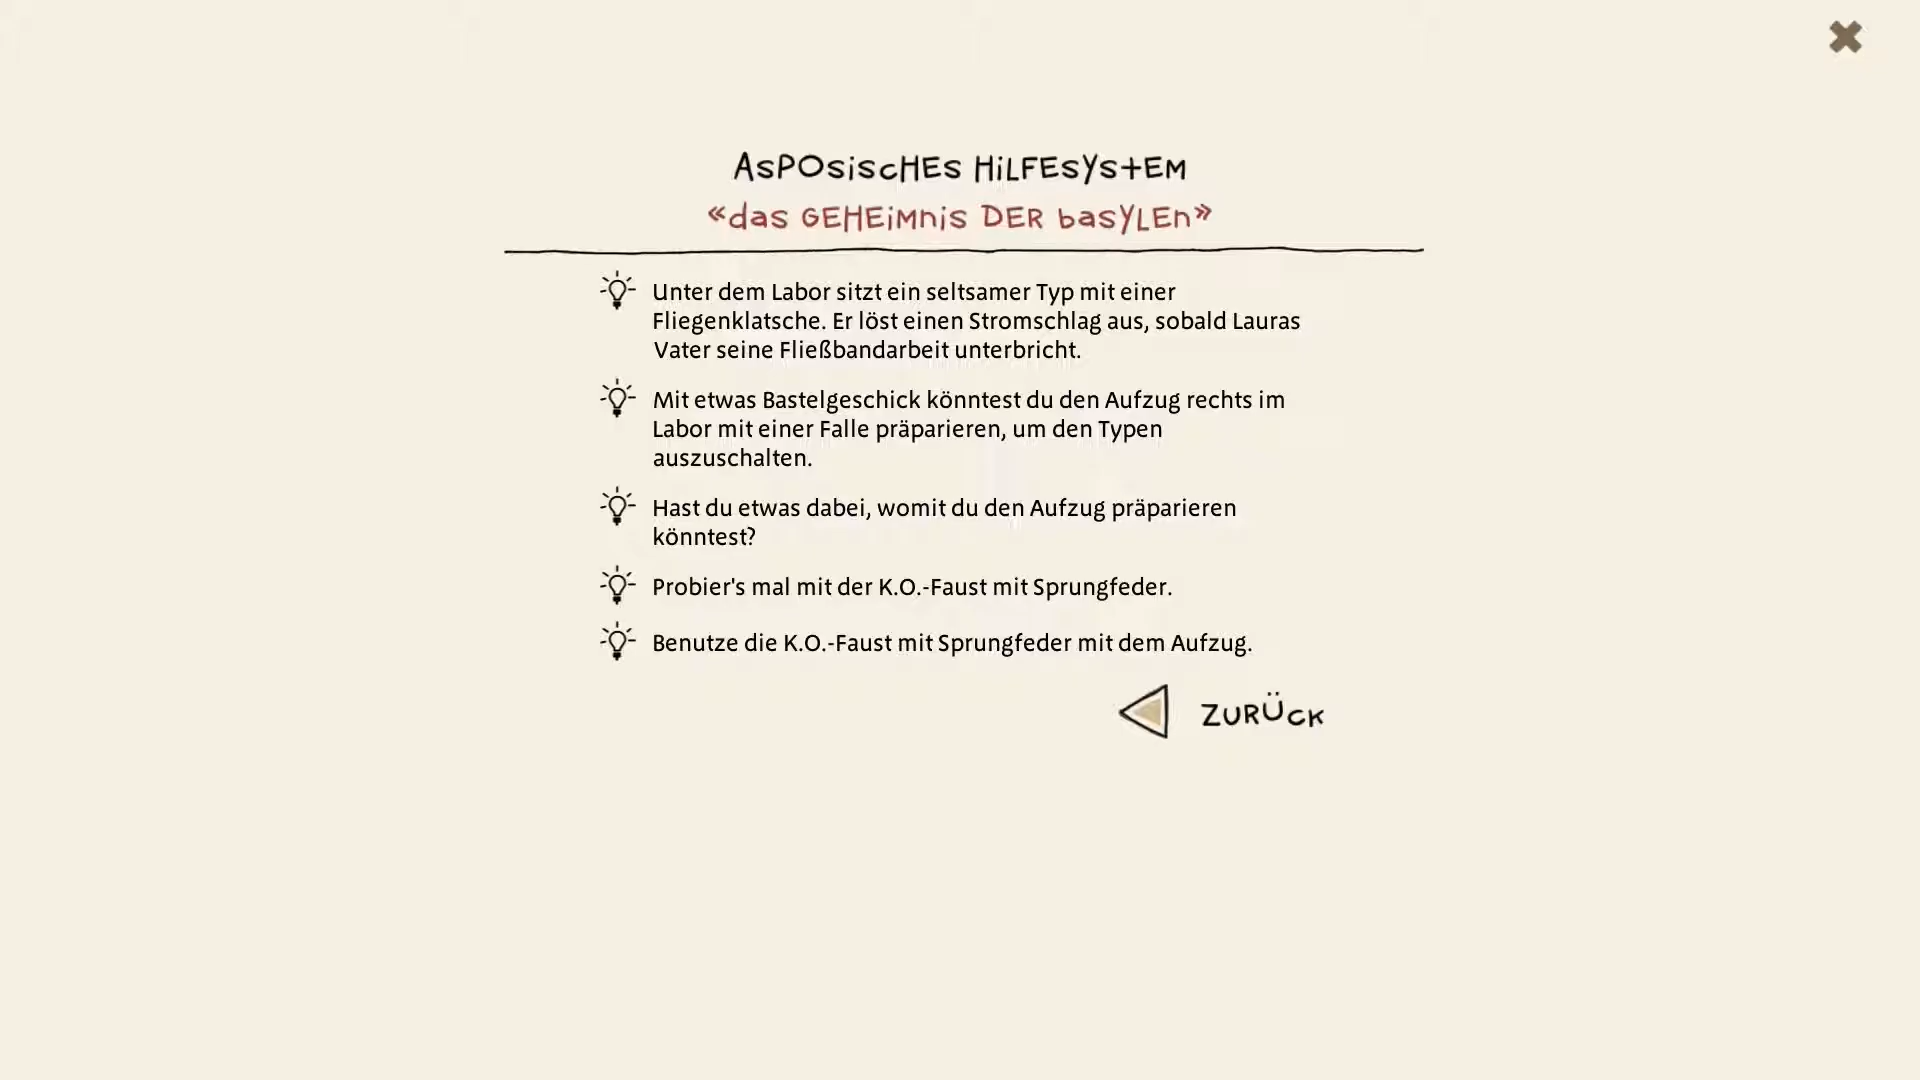 Asposisches Hilfesystem
«das Geheimnis der Basylen»
Unter dem Labor sitzt ein seltsamer Typ mit einer
Fliegenklatsche. Er löst einen Stromschlag aus, sobald Lauras
Vater seine Fließbandarbeit unterbricht.
Mit etwas Bastelgeschick könntest du den Aufzug rechts im
Labor mit einer Falle präparieren, um den Typen
auszuschalten.
Hast du etwas dabei, womit du den Aufzug präparieren
könntest?
Probier's mal mit der K.O.-Faust mit Sprungfeder.
Benutze die K.O.-Faust mit Sprungfeder mit dem Aufzug.
Zurück